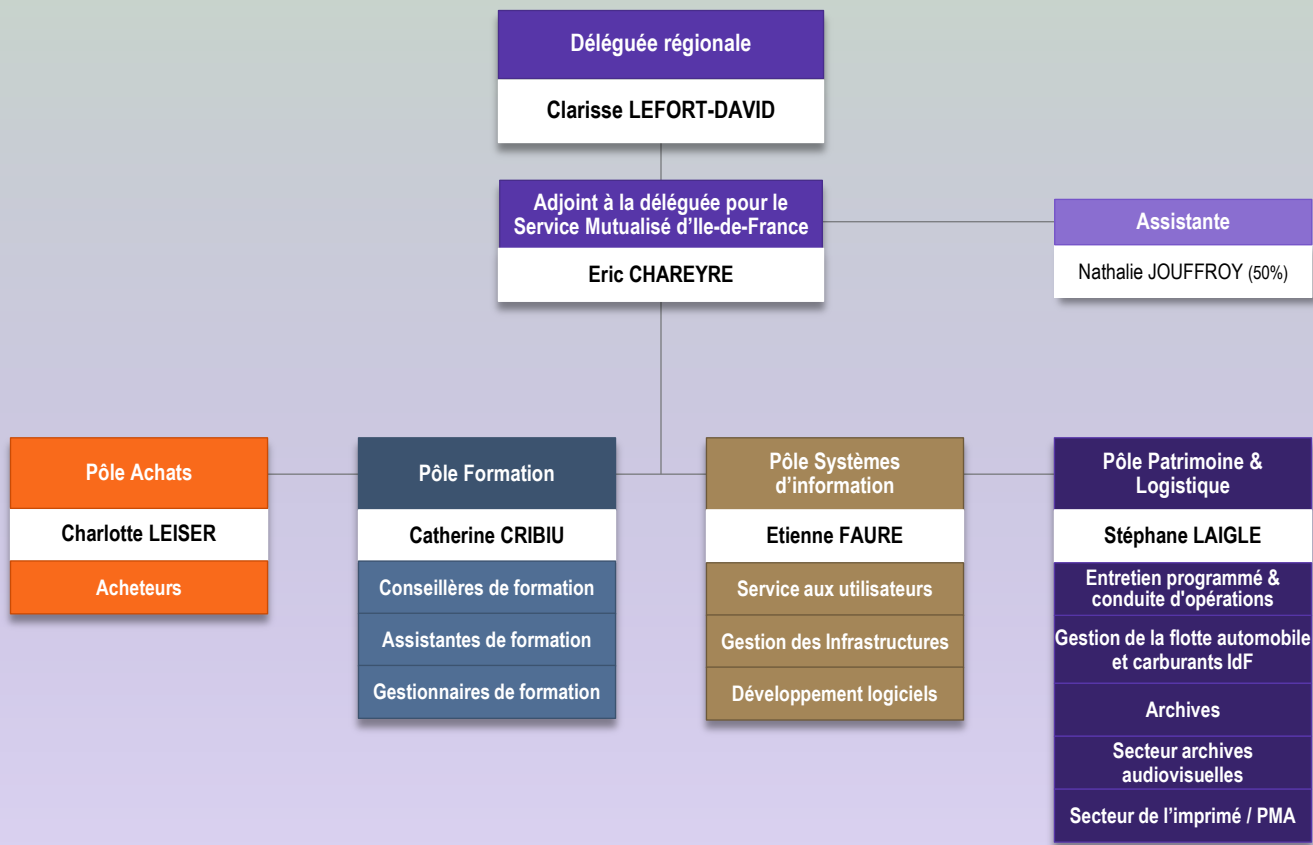 Déléguée régionale
Clarisse LEFORT-DAVID
Adjoint à la déléguée pour le
Service Mutualisé d’Ile-de-France
Eric CHAREYRE
Assistante
Nathalie JOUFFROY (50%)
Pôle Achats
Charlotte LEISER
Acheteurs
Pôle Formation
Catherine CRIBIU
Conseillères de formation
Assistantes de formation
Gestionnaires de formation
Pôle Systèmes
d’information
Etienne FAURE
Service aux utilisateurs
Gestion des Infrastructures
Développement logiciels
Pôle Patrimoine &
Logistique
Stéphane LAIGLE
Entretien programmé &
conduite d'opérations
Gestion de la flotte automobile
et carburants IdF
Archives
Secteur archives
audiovisuelles
Secteur de l’imprimé / PMA